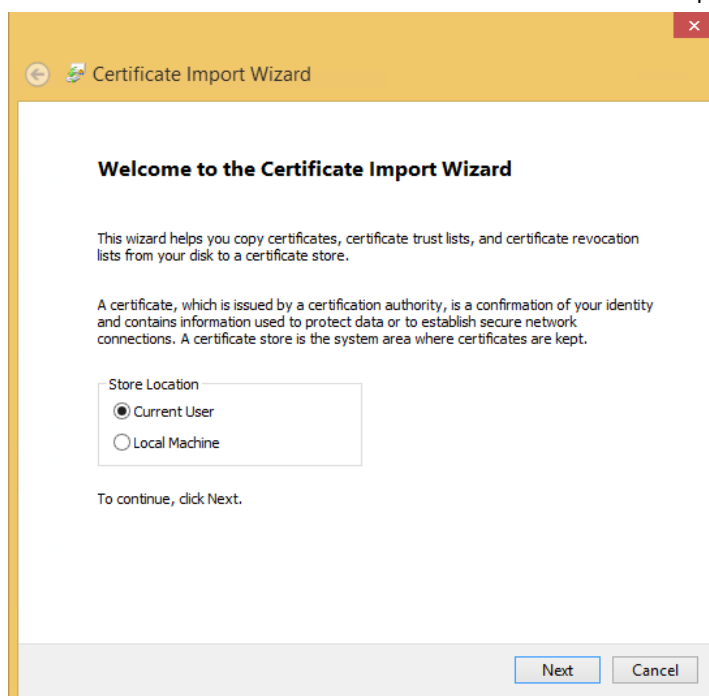 Certificate Import Wizard
Welcome to the Certificate Import Wizard
This wizard helps you copy certificates, certificate trust lists, and certificate revocation
lists from your disk to a certificate store.
A certificate, which is issued by a certification authority, is a confirmation of your identity
and contains information used to protect data or to establish secure network
connections. A certificate store is the system area where certificates are kept.
Store Location
Current User
Local Machine
To continue, click Next.
Next Cancel